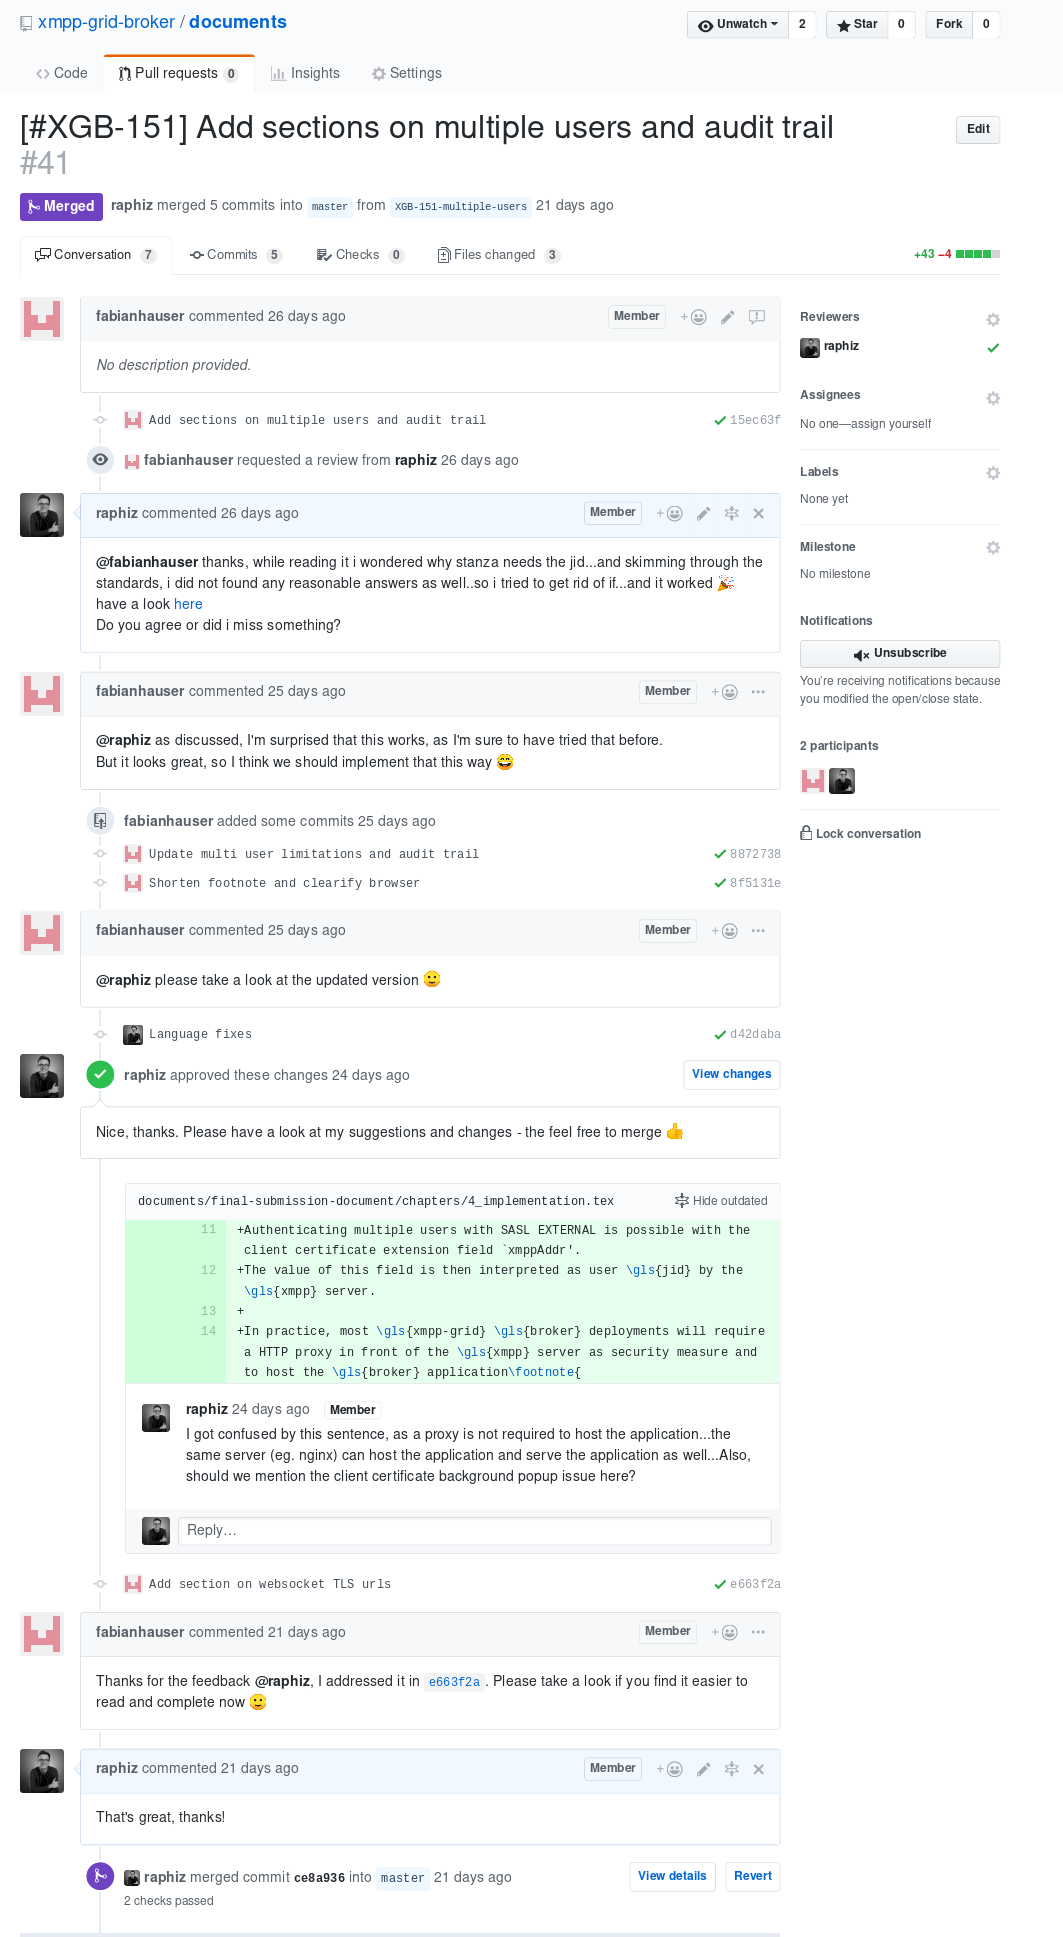 xmpp-grid-broker / documents
Unwatch 2 Star 0 Fork 0
Code Pull requests 0 Insights Settings
[#XGB-151] Add sections on multiple users and audit trail
#41
Edit
Merged raphiz merged 5 commits into master from XGB-151-multiple-users 21 days ago
Conversation 7 Commits 5 Checks 0 Files changed 3 +43 −4
fabianhauser commented 26 days ago Member
No description provided.
Add sections on multiple users and audit trail 15ec63f
fabianhauser requested a review from raphiz 26 days ago
raphiz commented 26 days ago Member
@fabianhauser thanks, while reading it i wondered why stanza needs the jid...and skimming through the
standards, i did not found any reasonable answers as well..so i tried to get rid of if...and it worked 🎉
have a look here
Do you agree or did i miss something?
fabianhauser commented 25 days ago Member
@raphiz as discussed, I'm surprised that this works, as I'm sure to have tried that before.
But it looks great, so I think we should implement that this way 😄
fabianhauser added some commits 25 days ago
Update multi user limitations and audit trail 8872738
Shorten footnote and clearify browser 8f5131e
fabianhauser commented 25 days ago Member
@raphiz please take a look at the updated version 🙂
Language fixes d42daba
raphiz approved these changes 24 days ago View changes
Nice, thanks. Please have a look at my suggestions and changes - the feel free to merge 👍
documents/final-submission-document/chapters/4_implementation.tex Hide outdated
11 +Authenticating multiple users with SASL EXTERNAL is possible with the
client certificate extension field `xmppAddr'.
12 +The value of this field is then interpreted as user \gls{jid} by the
\gls{xmpp} server.
13 +
14 +In practice, most \gls{xmpp-grid} \gls{broker} deployments will require
a HTTP proxy in front of the \gls{xmpp} server as security measure and
to host the \gls{broker} application\footnote{
raphiz 24 days ago Member
I got confused by this sentence, as a proxy is not required to host the application...the
same server (eg. nginx) can host the application and serve the application as well...Also,
should we mention the client certificate background popup issue here?
Reply…
Add section on websocket TLS urls e663f2a
fabianhauser commented 21 days ago Member
Thanks for the feedback @raphiz, I addressed it in e663f2a. Please take a look if you find it easier to
read and complete now 🙂
raphiz commented 21 days ago Member
That's great, thanks!
raphiz merged commit ce8a936 into master 21 days ago View details Revert
2 checks passed
Reviewers
raphiz
Assignees
No one—assign yourself
Labels
None yet
Milestone
No milestone
Notifications
Unsubscribe
You're receiving notifications because
you modified the open/close state.
2 participants
Lock conversation